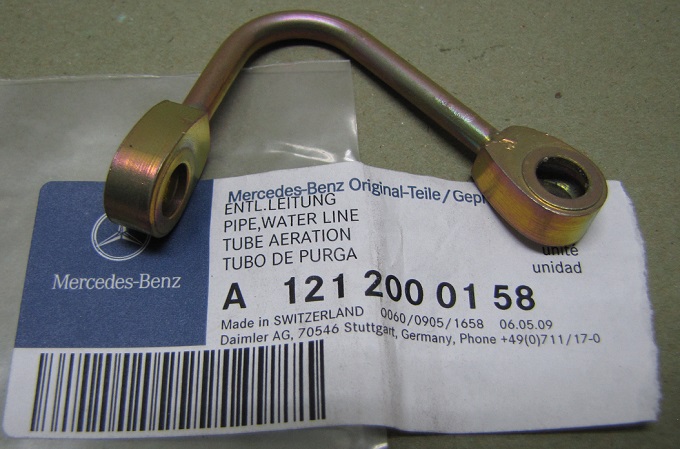 Mercedes-Benz Original-Teile/
ENTL.LEITUNG
PIPE,WATER LINE
TUBE AERATION
TUBO DE PURGA
unité
unidad
Mercedes-Benz
A 121 200 01 58
Made in SWITZERLAND 0060/0905/1658 06.05.09
Daimler AG, 70546 Stuttgart, Germany, Phone +49(0)711/17-0